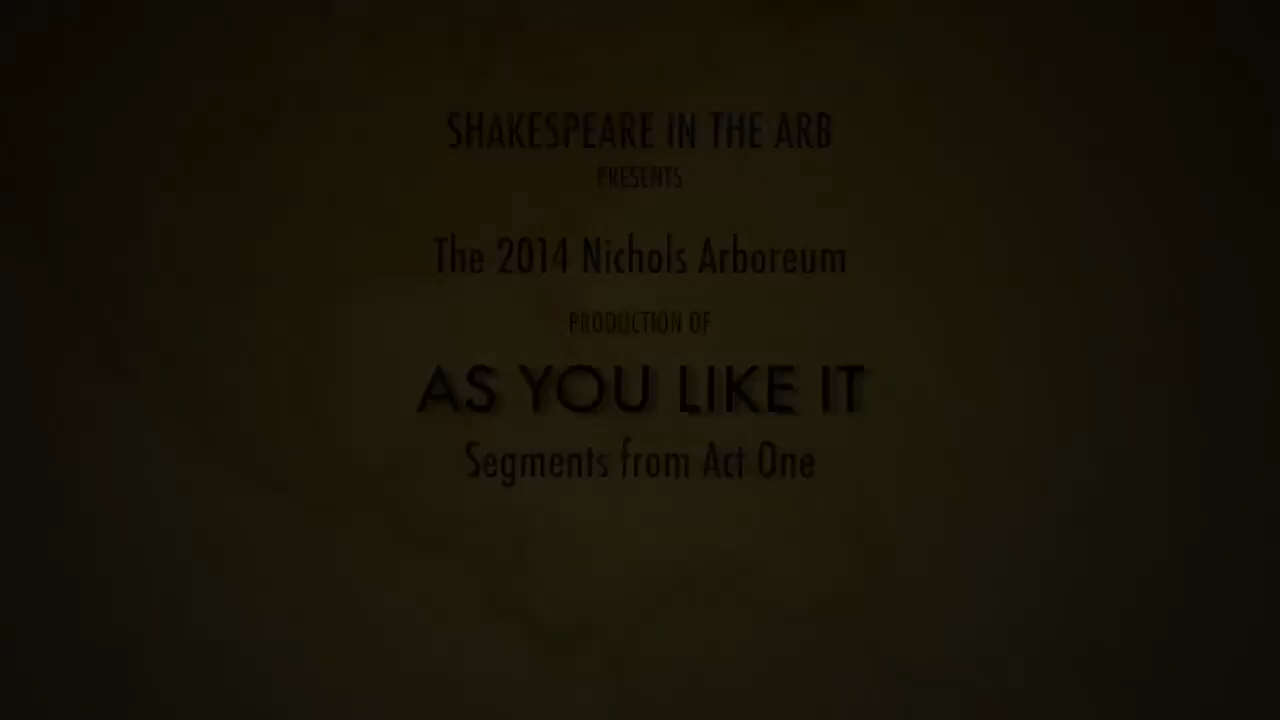 SHAKESPEARE IN THE ARB
PRESENTS
The 2014 Nichols Arboreum
PRODUCTION OF
AS YOU LIKE IT
Segments from Act One